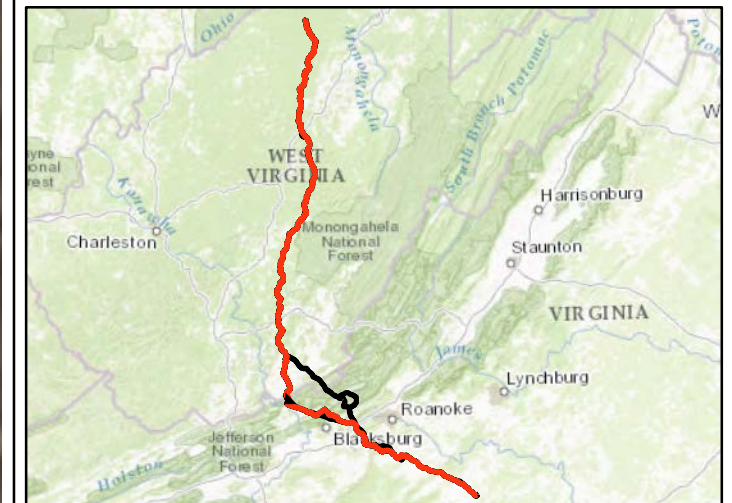 Ohio
Monongahela
South Branch Potomac
WEST
VIRGINIA
Kanawha
Harrisonburg
Charleston
Monongahela
National
Forest
Staunton
VIRGINIA
James
Lynchburg
Roanoke
Blacksburg
Jefferson
National
Forest
Holston